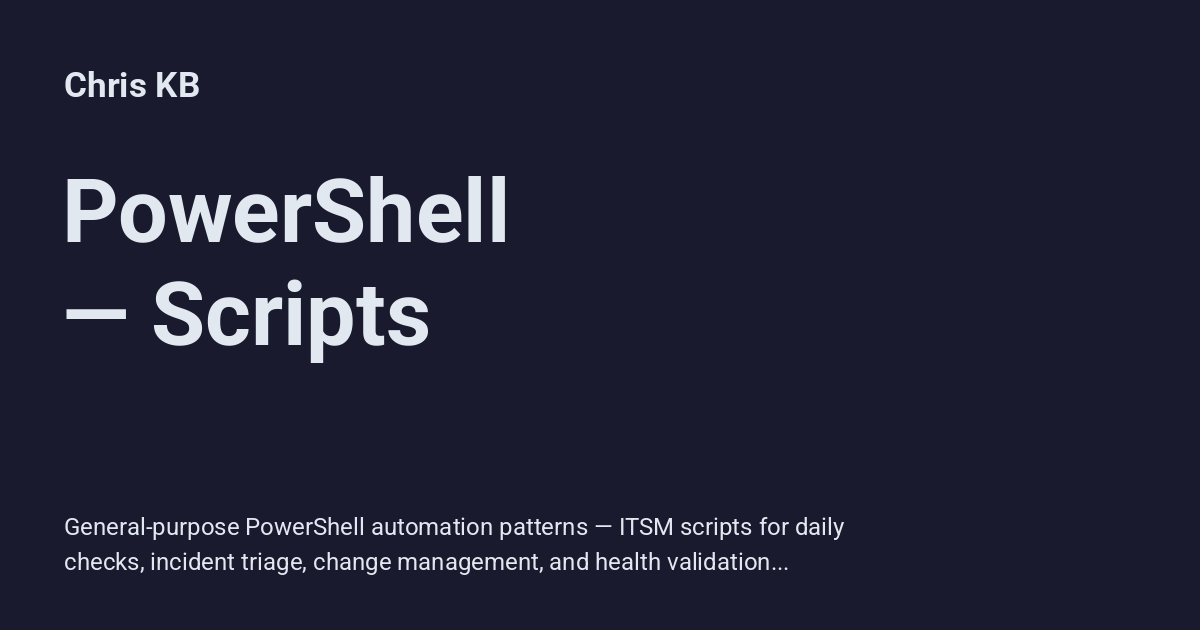 Chris KB
PowerShell
— Scripts
General-purpose PowerShell automation patterns — ITSM scripts for daily
checks, incident triage, change management, and health validation...